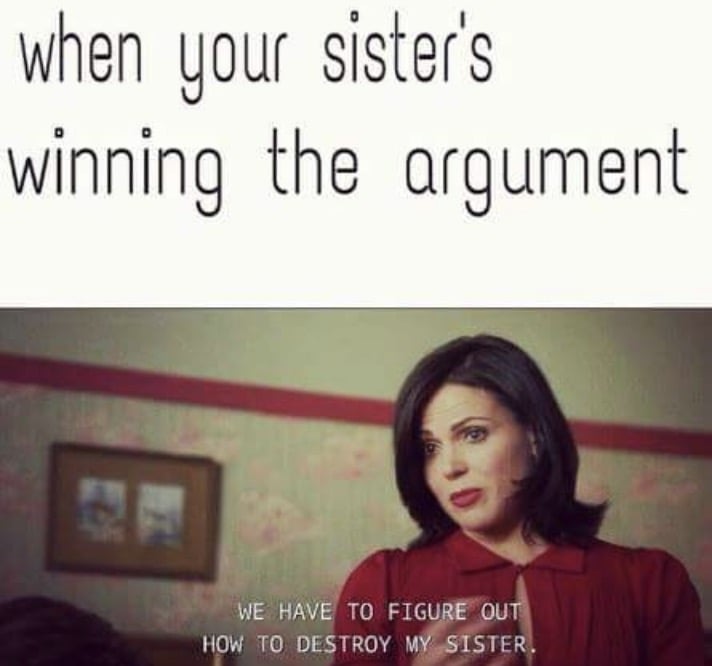 when your sister's
winning the argument
WE HAVE TO FIGURE OUT
HOW TO DESTROY MY SISTER.